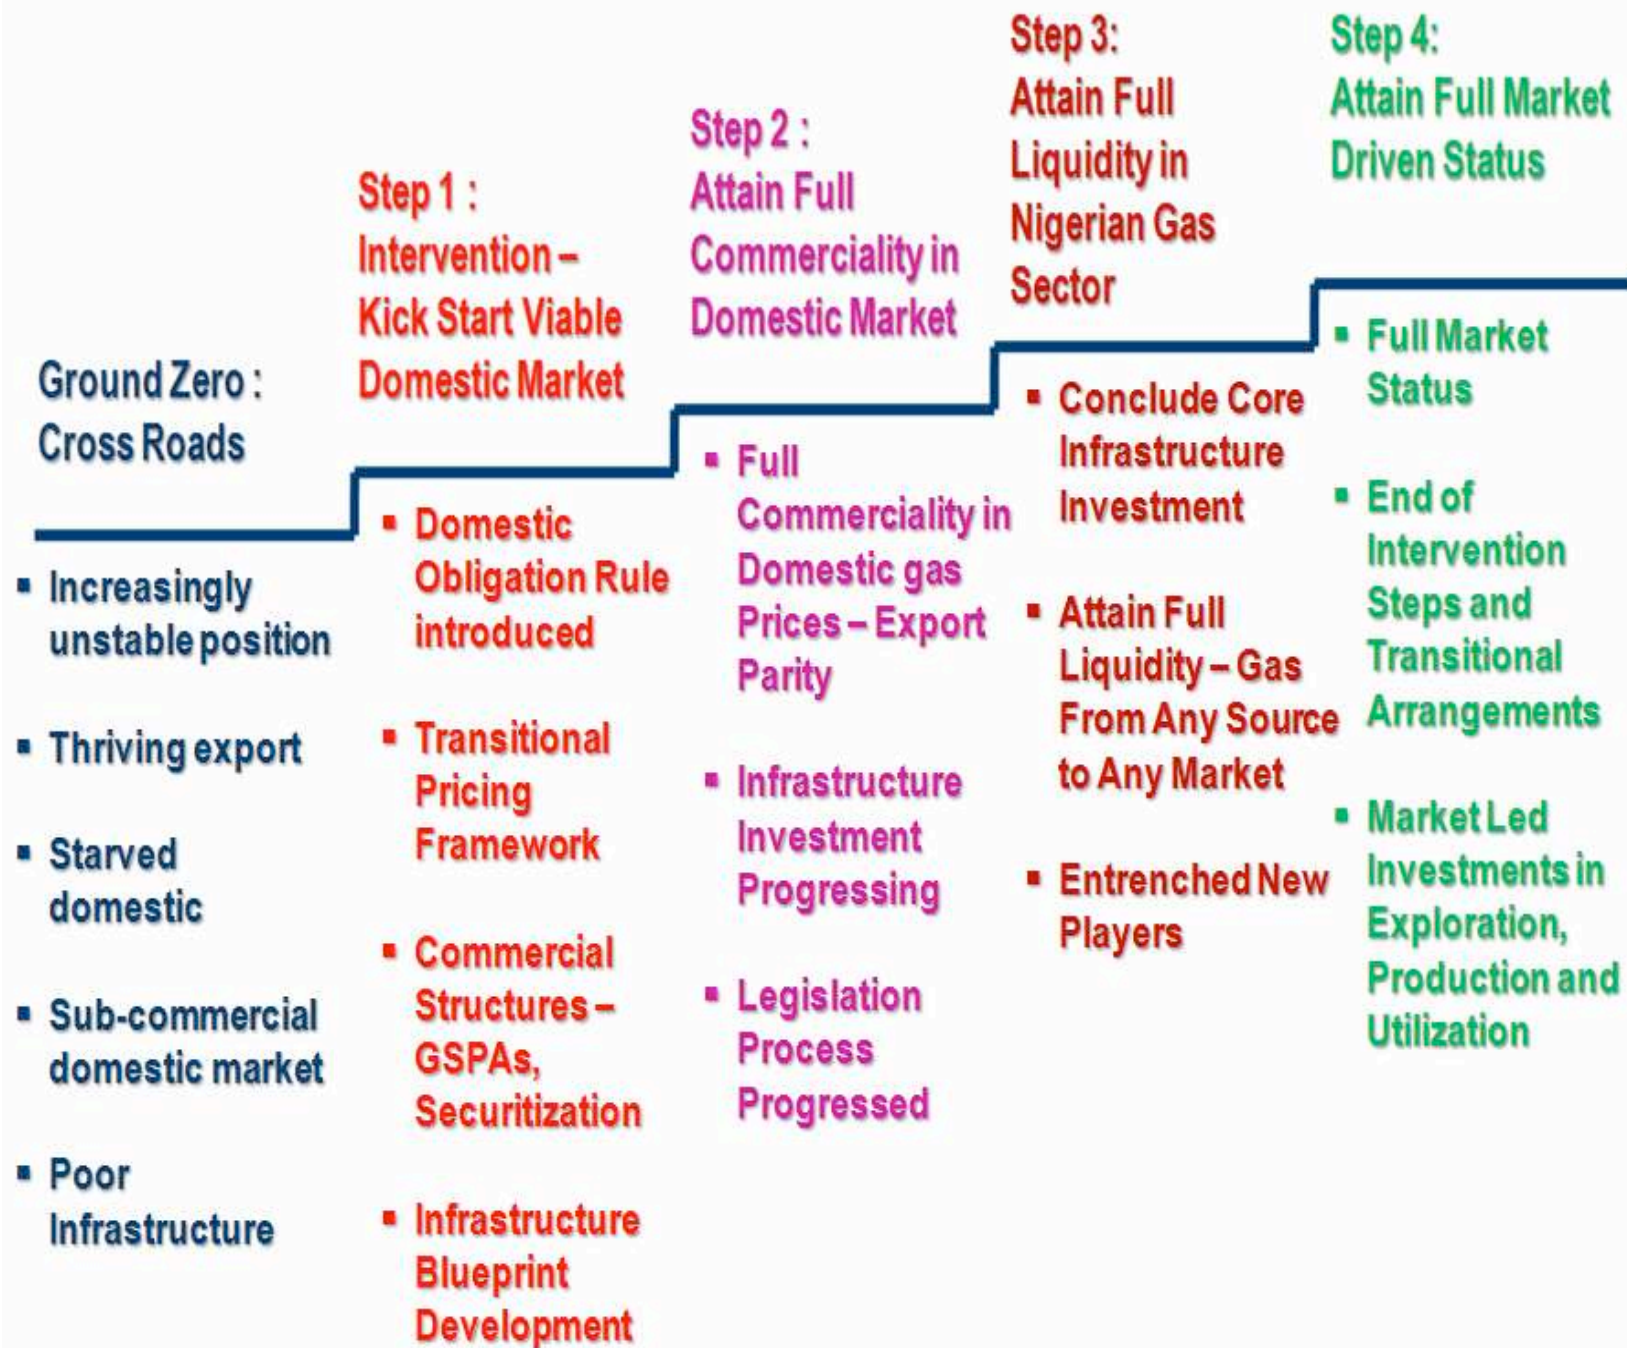 Ground Zero :
Cross Roads
▪ Increasingly
unstable position
▪ Thriving export
▪ Starved
domestic
▪ Sub-commercial
domestic market
▪ Poor
Infrastructure
Step 1 :
Intervention –
Kick Start Viable
Domestic Market
▪ Domestic
Obligation Rule
introduced
▪ Transitional
Pricing
Framework
▪ Commercial
Structures –
GSPAs,
Securitization
▪ Infrastructure
Blueprint
Development
Step 2 :
Attain Full
Commerciality in
Domestic Market
▪ Full
Commerciality in
Domestic gas
Prices – Export
Parity
▪ Infrastructure
Investment
Progressing
▪ Legislation
Process
Progressed
Step 3:
Attain Full
Liquidity in
Nigerian Gas
Sector
▪ Conclude Core
Infrastructure
Investment
▪ Attain Full
Liquidity – Gas
From Any Source
to Any Market
▪ Entrenched New
Players
Step 4:
Attain Full Market
Driven Status
▪ Full Market
Status
▪ End of
Intervention
Steps and
Transitional
Arrangements
▪ Market Led
Investments in
Exploration,
Production and
Utilization